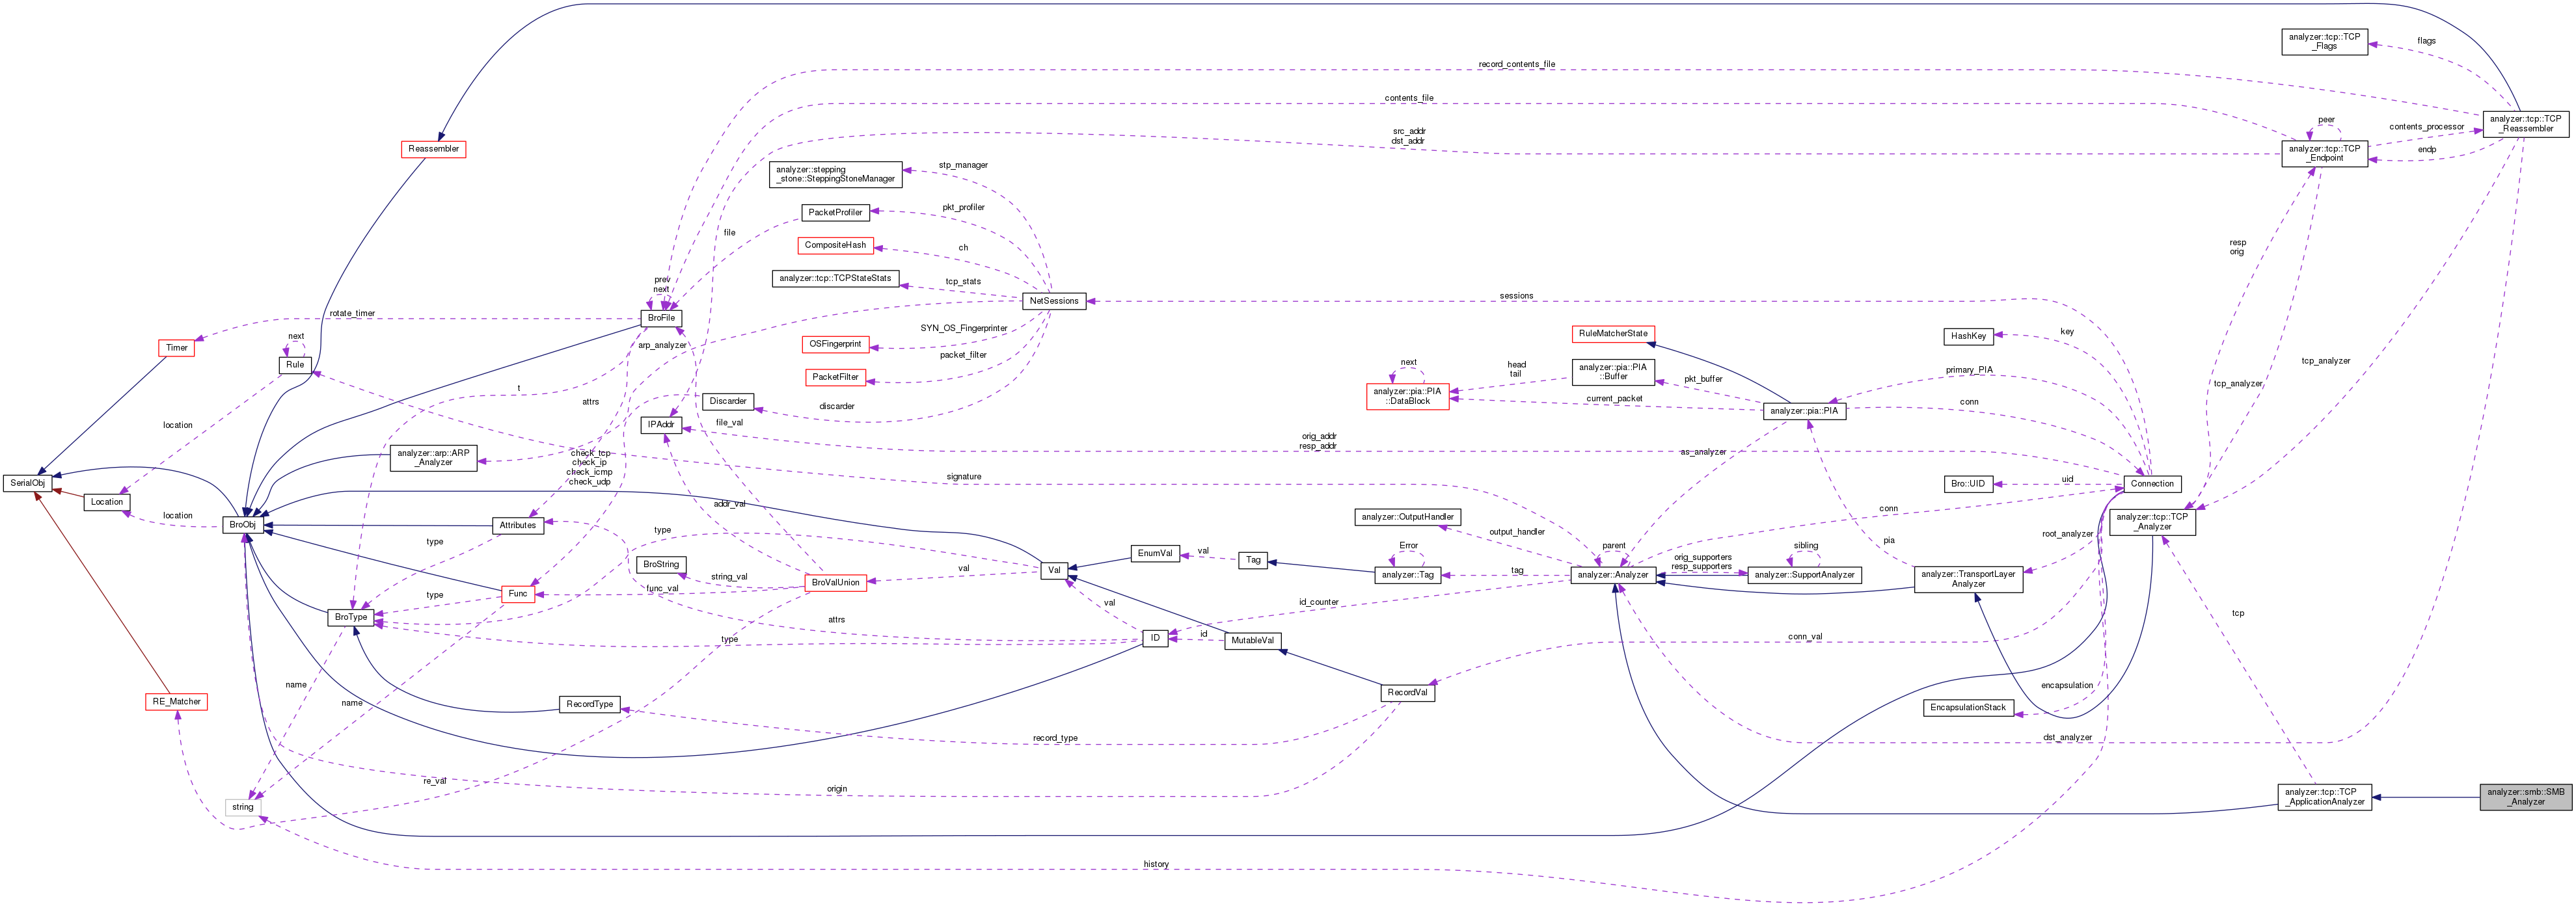 analyzer::tcp::TCP
_Flags
flags
record_contents_file
contents_file
analyzer::tcp::TCP
_Reassembler
peer
contents_processor
src_addr
dst_addr
Reassembler
analyzer::tcp::TCP
_Endpoint
endp
stp_manager
analyzer::stepping
_stone::SteppingStoneManager
PacketProfiler
pkt_profiler
file
CompositeHash
ch
resp
orig
analyzer::tcp::TCPStateStats
tcp_stats
prev
next
NetSessions
sessions
rotate_timer
BroFile
SYN_OS_Fingerprinter
RuleMatcherState
HashKey
key
next
Timer
arp_analyzer
OSFingerprint
packet_filter
tcp_analyzer
Rule
next
head
tail
analyzer::pia::PIA
::Buffer
primary_PIA
PacketFilter
pkt_buffer
tcp_analyzer
t
attrs
analyzer::pia::PIA
::DataBlock
current_packet
conn
Discarder
discarder
analyzer::pia::PIA
location
IPAddr
file_val
orig_addr
resp_addr
analyzer::arp::ARP
_Analyzer
check_tcp
check_ip
check_icmp
check_udp
as_analyzer
signature
uid
SerialObj
Location
Bro::UID
Connection
location
addr_val
conn
BroObj
Attributes
type
analyzer::OutputHandler
output_handler
analyzer::tcp::TCP
_Analyzer
root_analyzer
type
Error
parent
sibling
pia
EnumVal
val
Tag
orig_supporters
resp_supporters
BroString
string_val
BroValUnion
val
Val
analyzer::Tag
tag
analyzer::Analyzer
analyzer::SupportAnalyzer
analyzer::TransportLayer
Analyzer
type
Func
func_val
val
id_counter
tcp
BroType
attrs
type
ID
id
MutableVal
conn_val
name
name
RE_Matcher
RecordType
RecordVal
encapsulation
EncapsulationStack
record_type
dst_analyzer
re_val
origin
string
analyzer::tcp::TCP
_ApplicationAnalyzer
analyzer::smb::SMB
_Analyzer
history